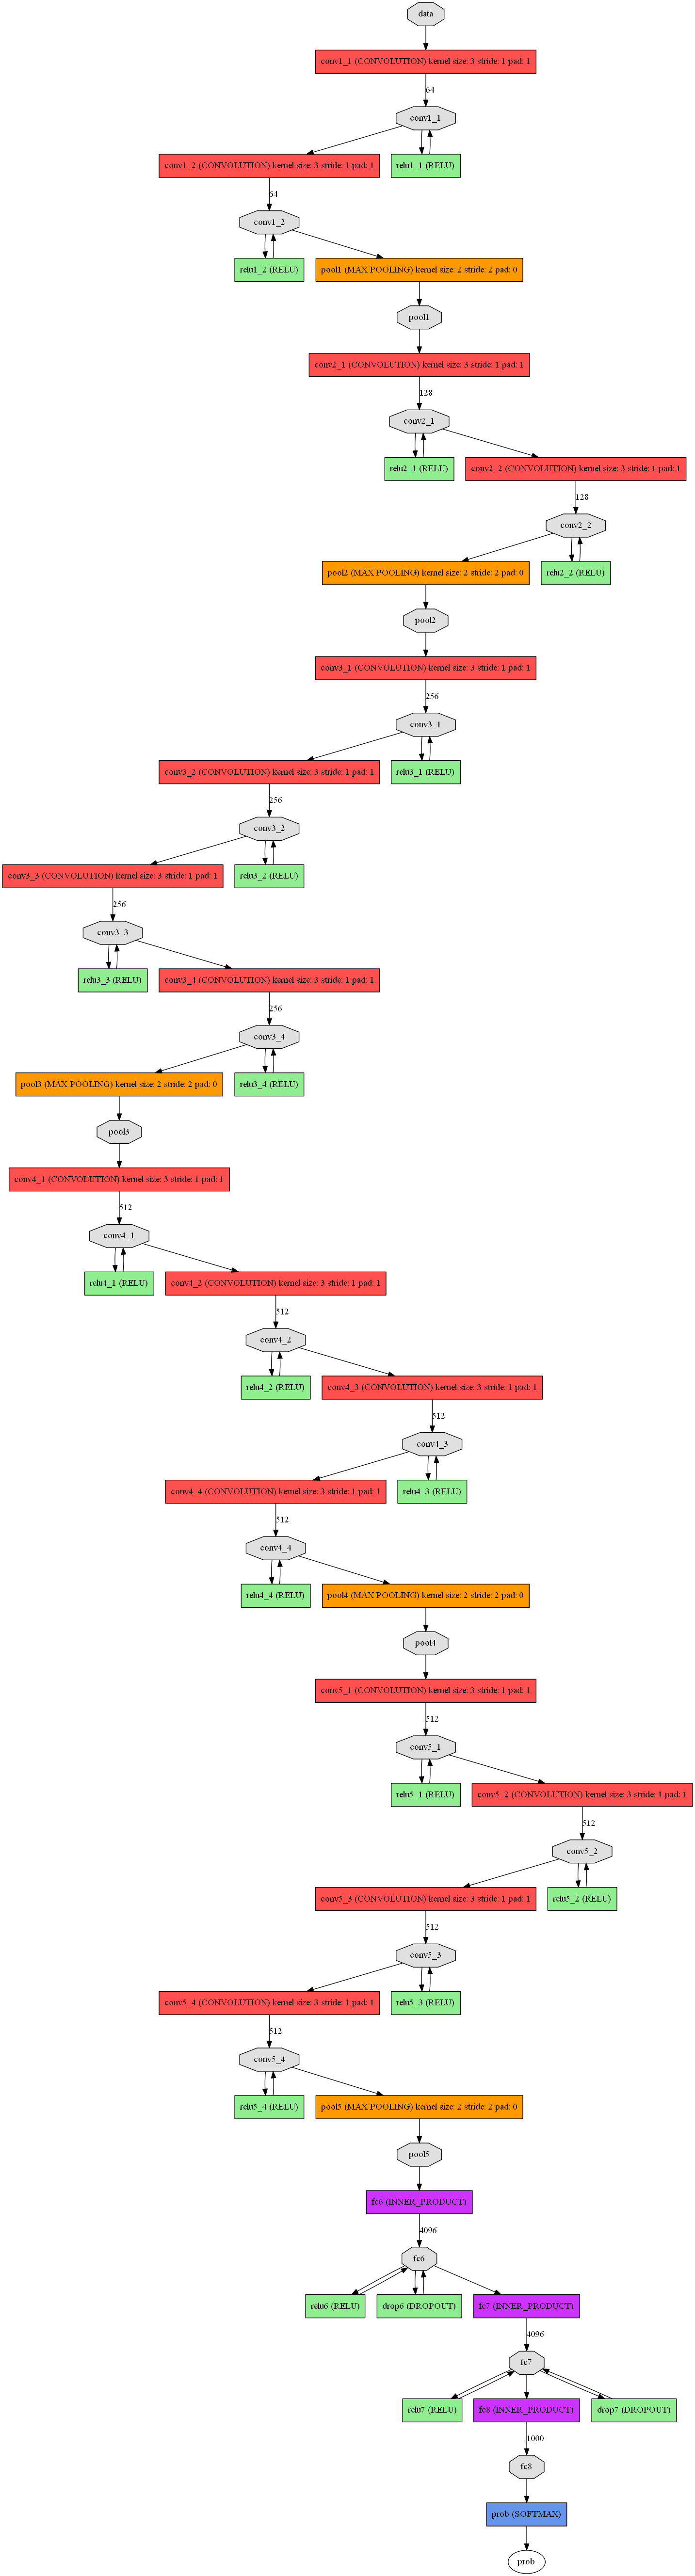 data
conv1_1 (CONVOLUTION) kernel size: 3 stride: 1 pad: 1
64
conv1_1
conv1_2 (CONVOLUTION) kernel size: 3 stride: 1 pad: 1
relu1_1 (RELU)
64
conv1_2
relu1_2 (RELU)
pool1 (MAX POOLING) kernel size: 2 stride: 2 pad: 0
pool1
conv2_1 (CONVOLUTION) kernel size: 3 stride: 1 pad: 1
128
conv2_1
relu2_1 (RELU)
conv2_2 (CONVOLUTION) kernel size: 3 stride: 1 pad: 1
128
conv2_2
pool2 (MAX POOLING) kernel size: 2 stride: 2 pad: 0
relu2_2 (RELU)
pool2
conv3_1 (CONVOLUTION) kernel size: 3 stride: 1 pad: 1
256
conv3_1
conv3_2 (CONVOLUTION) kernel size: 3 stride: 1 pad: 1
relu3_1 (RELU)
256
conv3_2
conv3_3 (CONVOLUTION) kernel size: 3 stride: 1 pad: 1
relu3_2 (RELU)
256
conv3_3
relu3_3 (RELU)
conv3_4 (CONVOLUTION) kernel size: 3 stride: 1 pad: 1
256
conv3_4
pool3 (MAX POOLING) kernel size: 2 stride: 2 pad: 0
relu3_4 (RELU)
pool3
conv4_1 (CONVOLUTION) kernel size: 3 stride: 1 pad: 1
512
conv4_1
relu4_1 (RELU)
conv4_2 (CONVOLUTION) kernel size: 3 stride: 1 pad: 1
512
conv4_2
relu4_2 (RELU)
conv4_3 (CONVOLUTION) kernel size: 3 stride: 1 pad: 1
512
conv4_3
conv4_4 (CONVOLUTION) kernel size: 3 stride: 1 pad: 1
relu4_3 (RELU)
512
conv4_4
relu4_4 (RELU)
pool4 (MAX POOLING) kernel size: 2 stride: 2 pad: 0
pool4
conv5_1 (CONVOLUTION) kernel size: 3 stride: 1 pad: 1
512
conv5_1
relu5_1 (RELU)
conv5_2 (CONVOLUTION) kernel size: 3 stride: 1 pad: 1
512
conv5_2
conv5_3 (CONVOLUTION) kernel size: 3 stride: 1 pad: 1
relu5_2 (RELU)
512
conv5_3
conv5_4 (CONVOLUTION) kernel size: 3 stride: 1 pad: 1
relu5_3 (RELU)
512
conv5_4
relu5_4 (RELU)
pool5 (MAX POOLING) kernel size: 2 stride: 2 pad: 0
pool5
fc6 (INNER_PRODUCT)
4096
fc6
relu6 (RELU)
drop6 (DROPOUT)
fc7 (INNER_PRODUCT)
4096
fc7
relu7 (RELU)
fc8 (INNER_PRODUCT)
drop7 (DROPOUT)
1000
fc8
prob (SOFTMAX)
prob